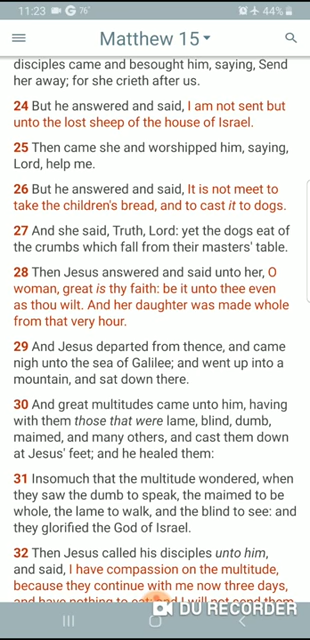 11:23 G 76° 44%
Matthew 15
disciples came and besought him, saying, Send
her away; for she crieth after us.
24 But he answered and said, I am not sent but
unto the lost sheep of the house of Israel.
25 Then came she and worshipped him, saying,
Lord, help me.
26 But he answered and said, It is not meet to
take the children's bread, and to cast it to dogs.
27 And she said, Truth, Lord: yet the dogs eat of
the crumbs which fall from their masters' table.
28 Then Jesus answered and said unto her, O
woman, great is thy faith: be it unto thee even
as thou wilt. And her daughter was made whole
from that very hour.
29 And Jesus departed from thence, and came
nigh unto the sea of Galilee; and went up into a
mountain, and sat down there.
30 And great multitudes came unto him, having
with them those that were lame, blind, dumb,
maimed, and many others, and cast them down
at Jesus' feet; and he healed them:
31 Insomuch that the multitude wondered, when
they saw the dumb to speak, the maimed to be
whole, the lame to walk, and the blind to see: and
they glorified the God of Israel.
32 Then Jesus called his disciples unto him,
and said, I have compassion on the multitude,
because they continue with me now three days,
and have nothing to eat: and I will not send them
DU RECORDER